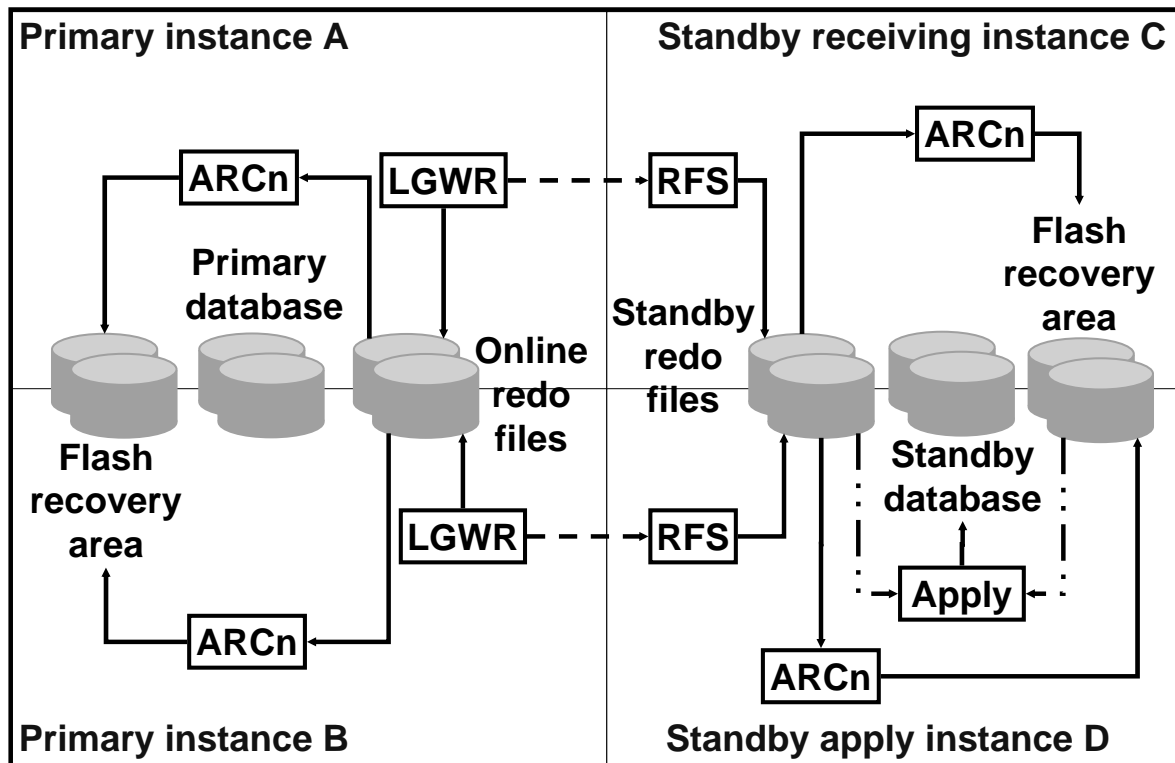 Primary instance A
Standby receiving instance C
ARCn
LGWR
RFS
ARCn
Primary
database
Flash
recovery
area
Online
redo
files
Standby
redo
files
Flash
recovery
area
Standby
database
LGWR
RFS
Apply
ARCn
ARCn
Primary instance B
Standby apply instance D